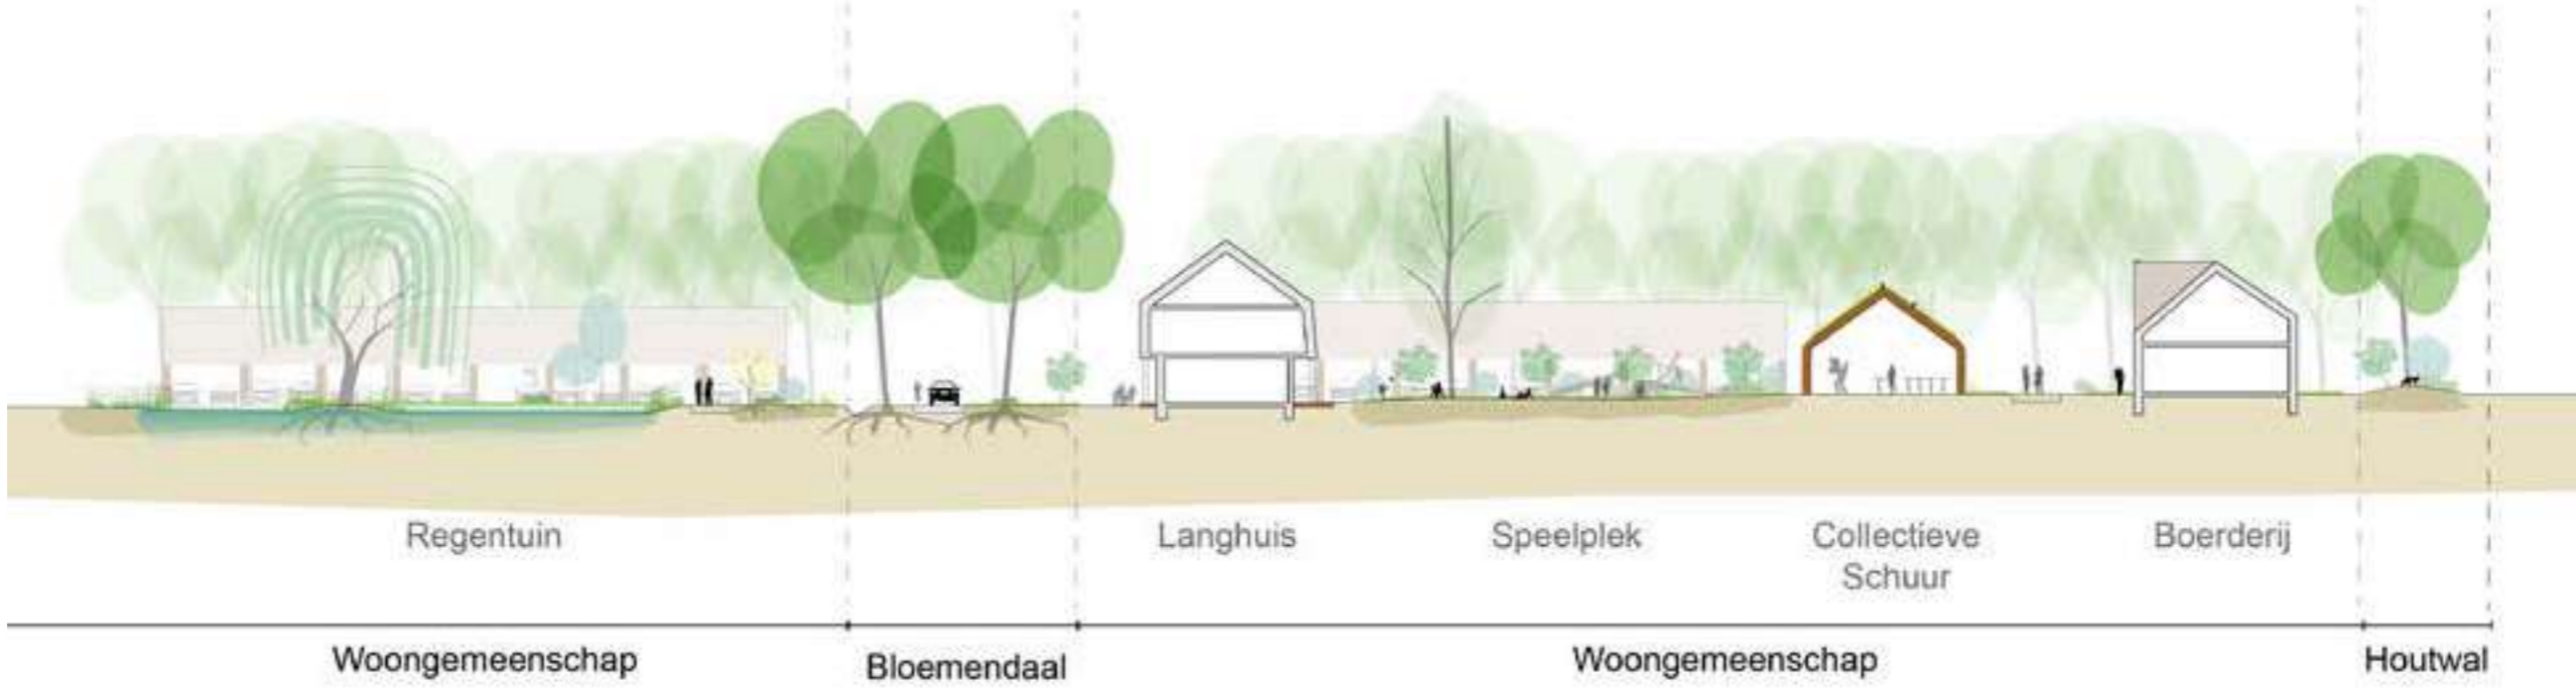 Regentuin
Langhuis
Speelplek
Collectieve
Schuur
Boerderij
Woongemeenschap
Bloemendaal
Woongemeenschap
Houtwal